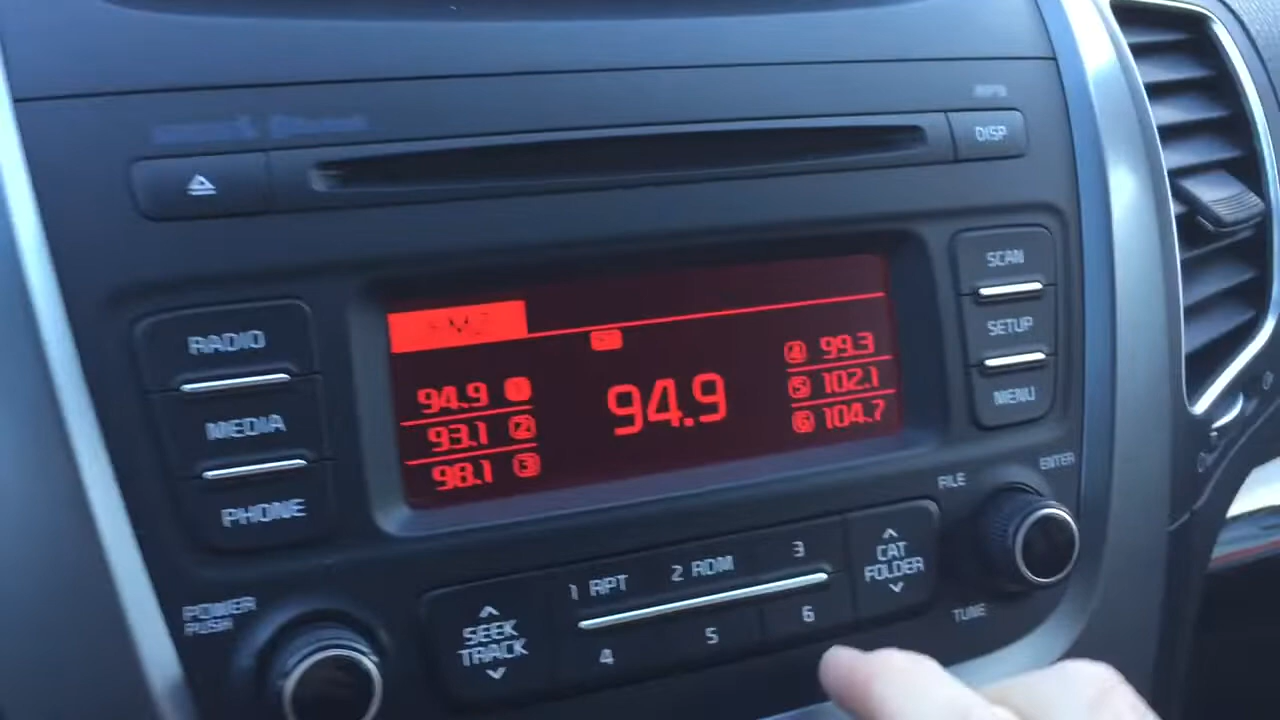 DISP
SCAN
RADIO
SETUP
MEDIA
MENU
PHONE
94.9 1
93.1 2
98.1 3
94.9
4 99.3
5 102.1
6 104.7
POWER
PUSH
SEEK
TRACK
1 RPT 2 RDM 3
4 5 6
CAT
FOLDER
FILE
ENTER
TUNE